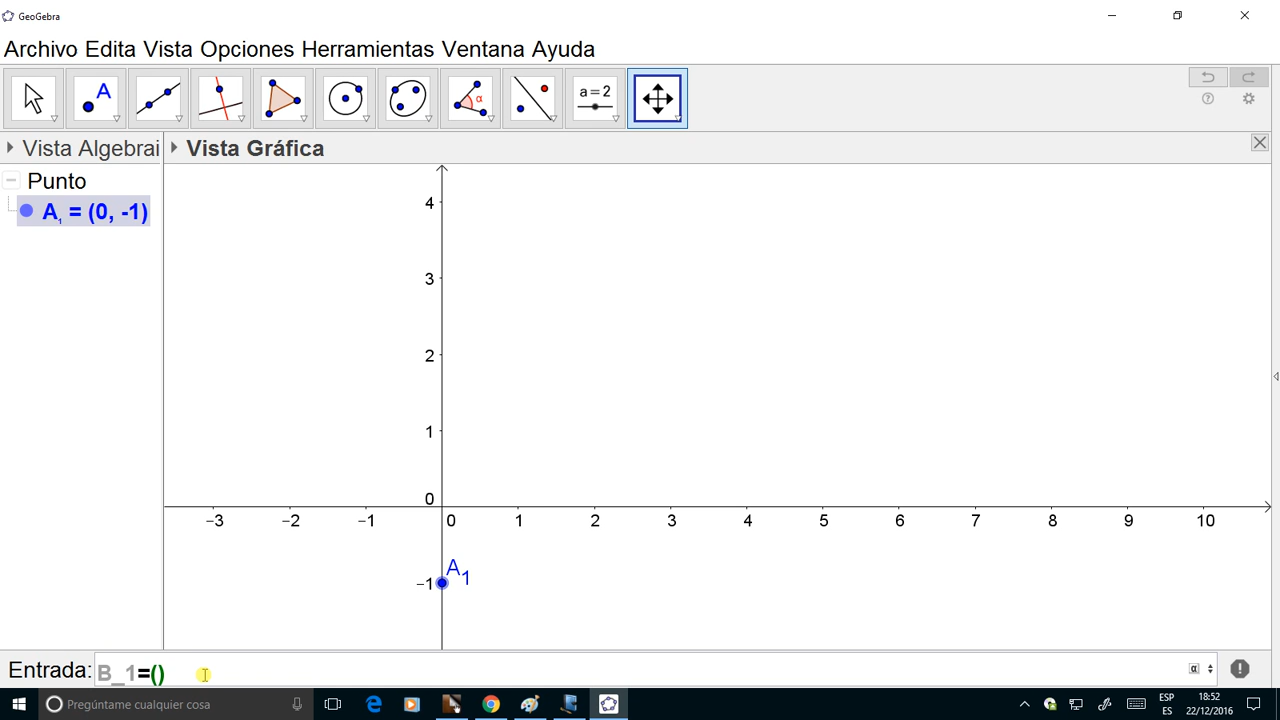 GeoGebra
Archivo Edita Vista Opciones Herramientas Ventana Ayuda
A
α
a = 2
Vista Algebrai
Vista Gráfica
Punto
A₁ = (0, -1)
4
3
2
1
0
−3 −2 −1 0 1 2 3 4 5 6 7 8 9 10
A₁
−1
Entrada: B_1=()
α
Pregúntame cualquier cosa
ESP 18:52
ES 22/12/2016